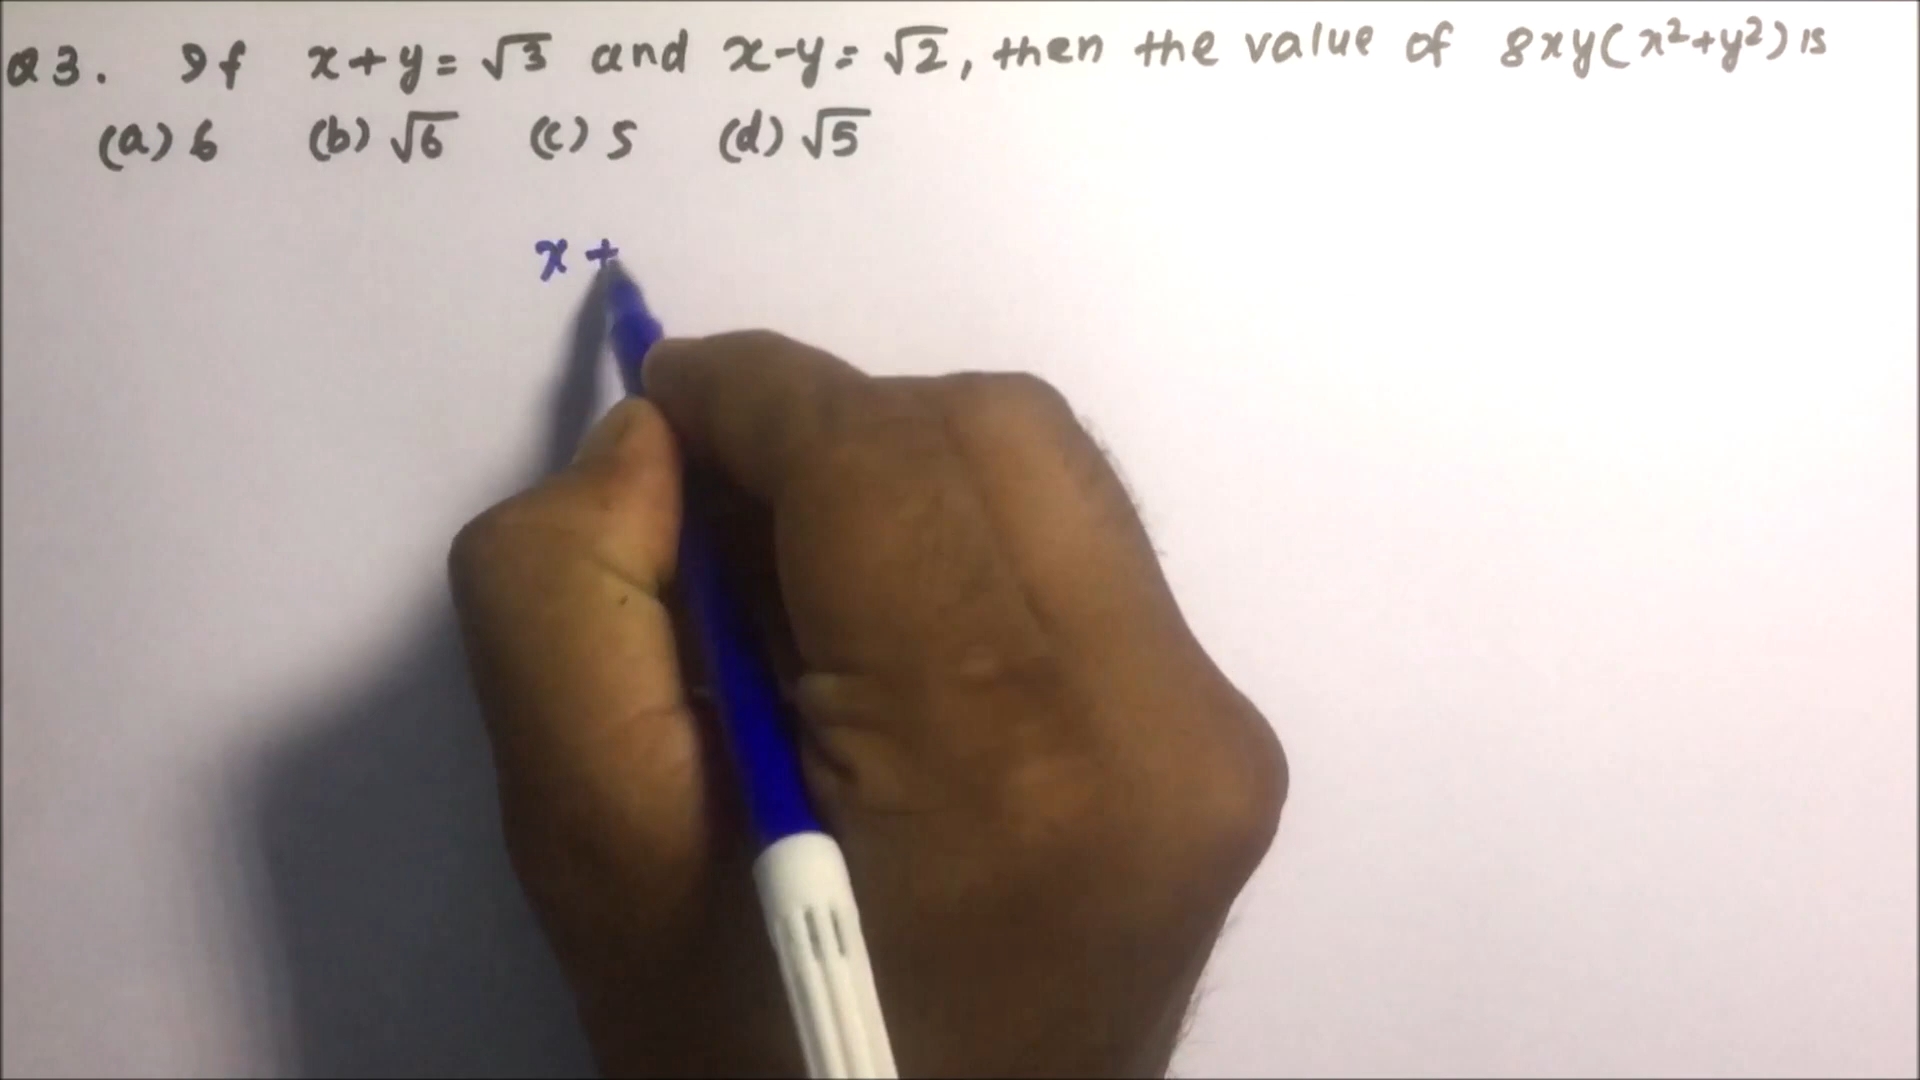 Q3. If x+y=√3 and x-y=√2, then the value of 8xy(x²+y²) is
(a) 6 (b) √6 (c) 5 (d) √5
x +